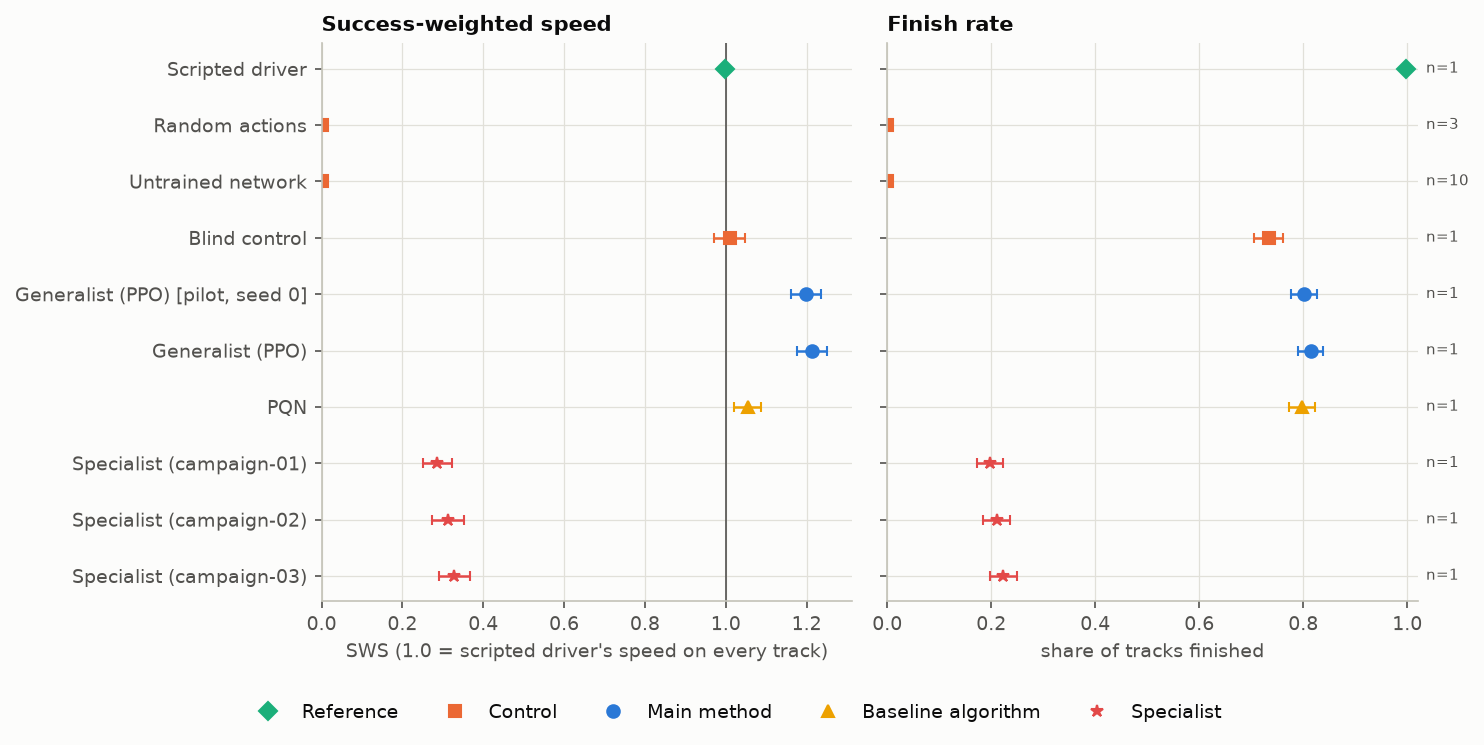 Success-weighted speed
Finish rate
Scripted driver
n=1
Random actions
n=3
Untrained network
n=10
Blind control
n=1
Generalist (PPO) [pilot, seed 0]
n=1
Generalist (PPO)
n=1
PQN
n=1
Specialist (campaign-01)
n=1
Specialist (campaign-02)
n=1
Specialist (campaign-03)
n=1
0.0 0.2 0.4 0.6 0.8 1.0 1.2
0.0 0.2 0.4 0.6 0.8 1.0
SWS (1.0 = scripted driver's speed on every track)
share of tracks finished
Reference Control Main method Baseline algorithm Specialist